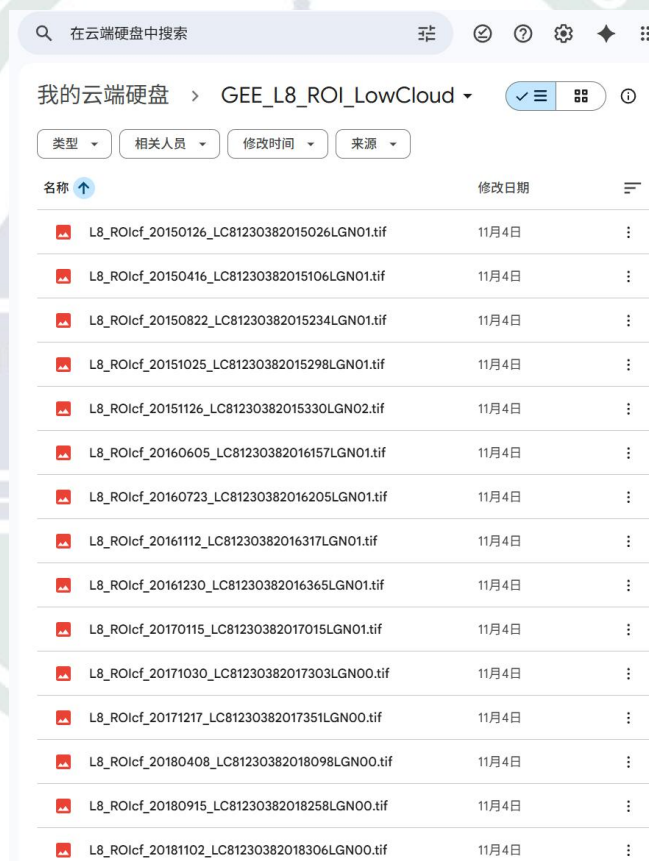 在云端硬盘中搜索
我的云端硬盘 > GEE_L8_ROI_LowCloud
类型 相关人员 修改时间 来源
名称 修改日期
L8_ROIcf_20150126_LC81230382015026LGN01.tif 11月4日
L8_ROIcf_20150416_LC81230382015106LGN01.tif 11月4日
L8_ROIcf_20150822_LC81230382015234LGN01.tif 11月4日
L8_ROIcf_20151025_LC81230382015298LGN01.tif 11月4日
L8_ROIcf_20151126_LC81230382015330LGN02.tif 11月4日
L8_ROIcf_20160605_LC81230382016157LGN01.tif 11月4日
L8_ROIcf_20160723_LC81230382016205LGN01.tif 11月4日
L8_ROIcf_20161112_LC81230382016317LGN01.tif 11月4日
L8_ROIcf_20161230_LC81230382016365LGN01.tif 11月4日
L8_ROIcf_20170115_LC81230382017015LGN01.tif 11月4日
L8_ROIcf_20171030_LC81230382017303LGN00.tif 11月4日
L8_ROIcf_20171217_LC81230382017351LGN00.tif 11月4日
L8_ROIcf_20180408_LC81230382018098LGN00.tif 11月4日
L8_ROIcf_20180915_LC81230382018258LGN00.tif 11月4日
L8_ROIcf_20181102_LC81230382018306LGN00.tif 11月4日